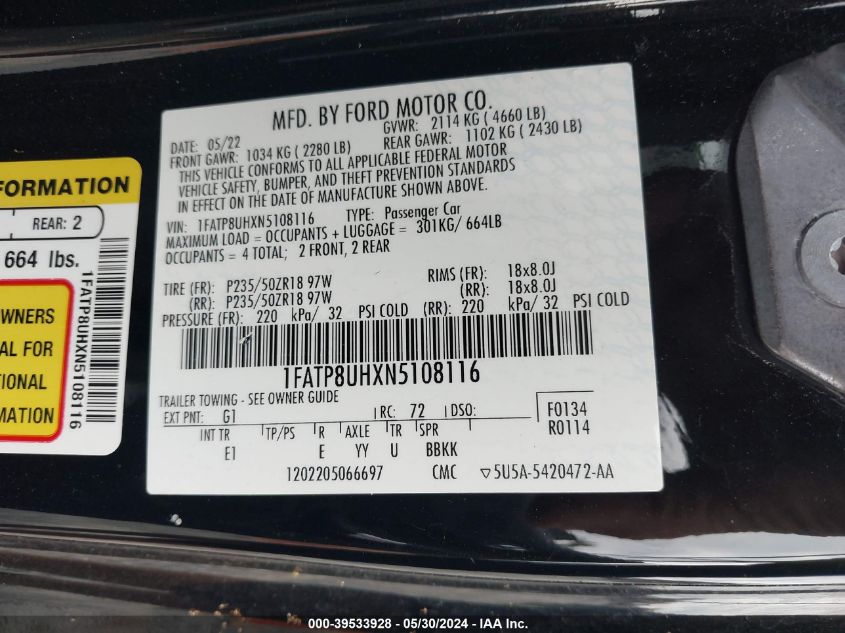 MFD. BY FORD MOTOR CO.
DATE: 05/22 GVWR: 2114 KG ( 4660 LB)
FRONT GAWR: 1034 KG ( 2280 LB) REAR GAWR: 1102 KG ( 2430 LB)
THIS VEHICLE CONFORMS TO ALL APPLICABLE FEDERAL MOTOR
VEHICLE SAFETY, BUMPER, AND THEFT PREVENTION STANDARDS
IN EFFECT ON THE DATE OF MANUFACTURE SHOWN ABOVE.
VIN: 1FATP8UHXN5108116 TYPE: Passenger Car
MAXIMUM LOAD = OCCUPANTS + LUGGAGE = 301KG/ 664LB
OCCUPANTS = 4 TOTAL; 2 FRONT, 2 REAR
TIRE (FR): P235/50ZR18 97W RIMS (FR): 18x8.0J
(RR): P235/50ZR18 97W (RR): 18x8.0J
PRESSURE (FR): 220 kPa/ 32 PSI COLD (RR): 220 kPa/ 32 PSI COLD
1FATP8UHXN5108116
TRAILER TOWING - SEE OWNER GUIDE
EXT PNT: G1 RC: 72 DSO: F0134
INT TR TP/PS R AXLE TR SPR R0114
E1 E YY U BBKK
1202205066697 CMC ▽5U5A-5420472-AA
FORMATION
REAR: 2
664 lbs.
OWNERS
AL FOR
TIONAL
MATION
1FATP8UHXN5108116
000-39533928 - 05/30/2024 - IAA Inc.